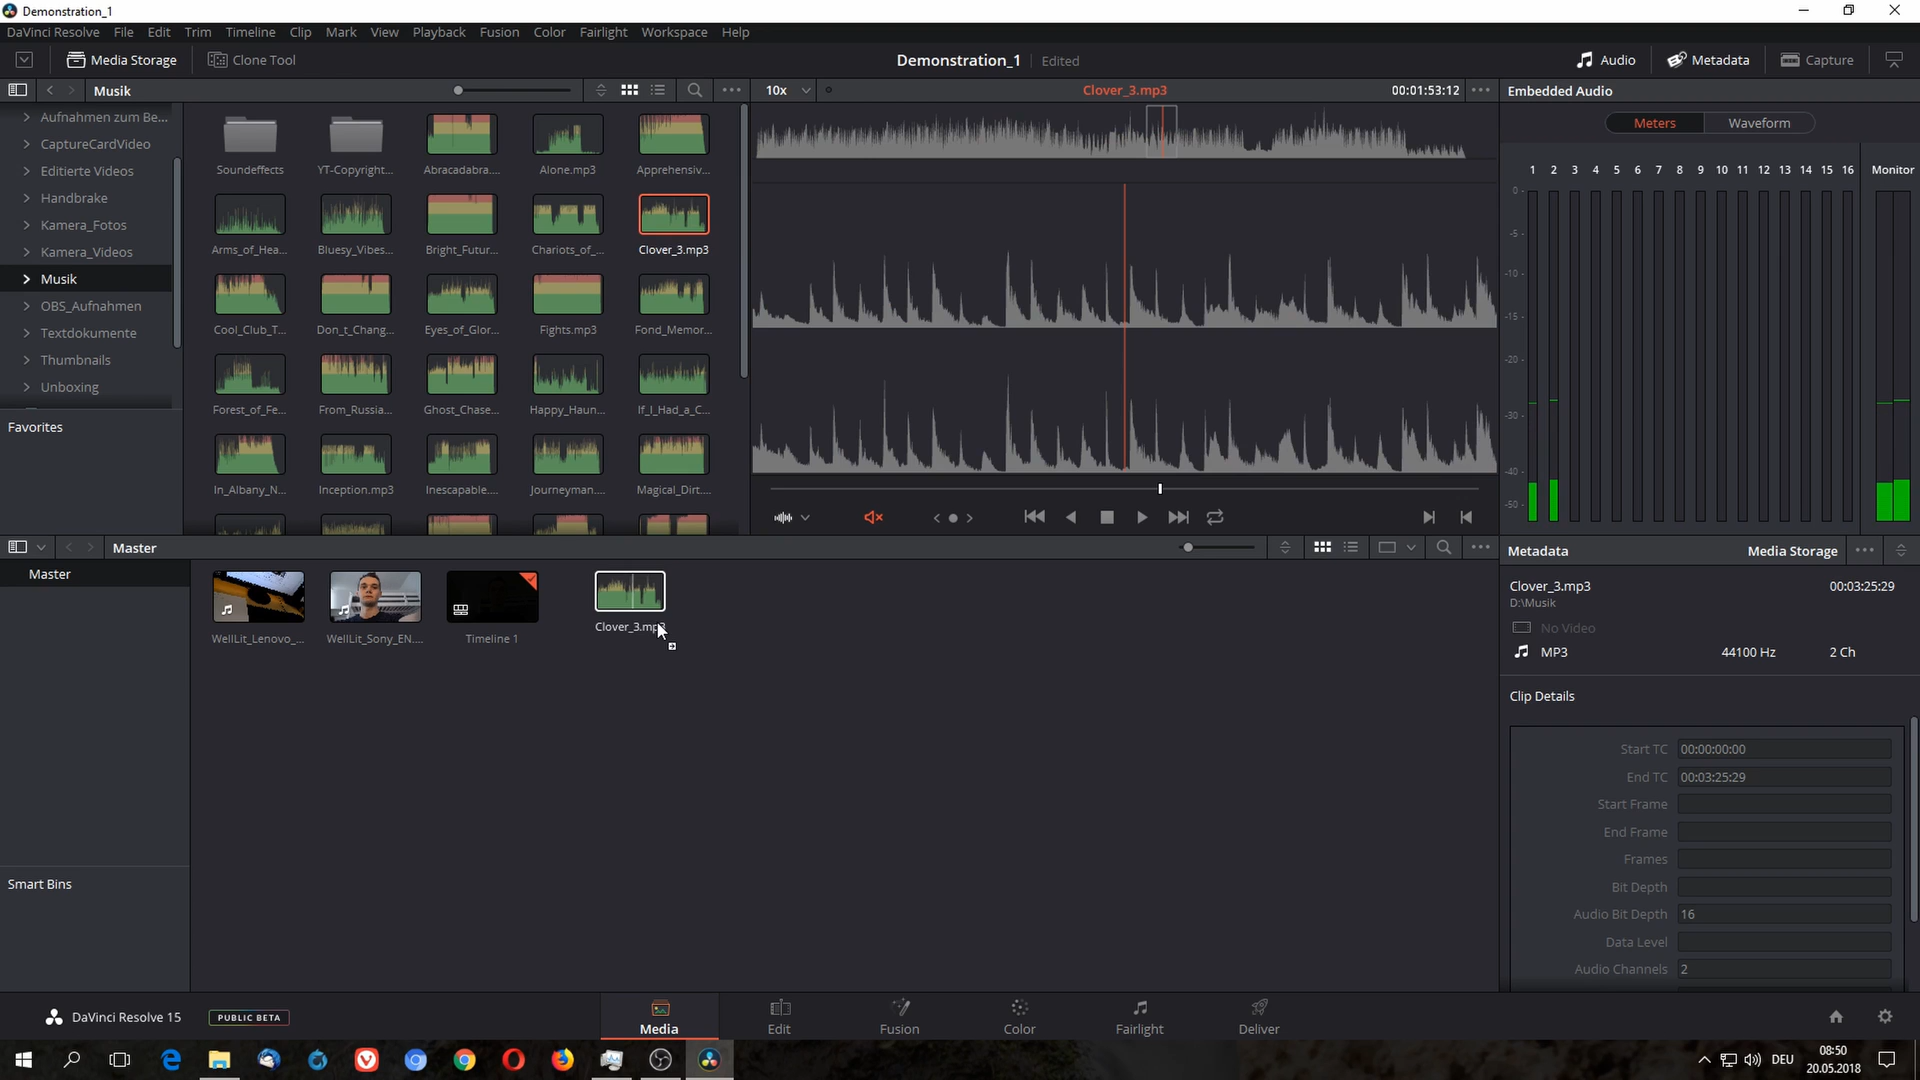 Demonstration_1
DaVinci Resolve File Edit Trim Timeline Clip Mark View Playback Fusion Color Fairlight Workspace Help
Media Storage Clone Tool Demonstration_1 Edited Audio Metadata Capture
Musik 10x Clover_3.mp3 00:01:53:12 ••• Embedded Audio
Meters Waveform
Aufnahmen zum Be...
CaptureCardVideo
Editierte Videos
Handbrake
Kamera_Fotos
Kamera_Videos
Musik
OBS_Aufnahmen
Textdokumente
Thumbnails
Unboxing
Favorites
Soundeffects YT-Copyright... Abracadabra.... Alone.mp3 Apprehensiv...
Arms_of_Hea... Bluesy_Vibes... Bright_Futur... Chariots_of_... Clover_3.mp3
Cool_Club_T... Don_t_Chang... Eyes_of_Glor... Fights.mp3 Fond_Memor...
Forest_of_Fe... From_Russia... Ghost_Chase... Happy_Haun... If_I_Had_a_C...
In_Albany_N... Inception.mp3 Inescapable.... Journeyman.... Magical_Dirt....
1 2 3 4 5 6 7 8 9 10 11 12 13 14 15 16 Monitor
0
-5
-10
-15
-20
-30
-40
-50
Master
Master
WellLit_Lenovo_... WellLit_Sony_EN.... Timeline 1 Clover_3.mp3
Smart Bins
Metadata Media Storage •••
Clover_3.mp3 00:03:25:29
D:\Musik
No Video
MP3 44100 Hz 2 Ch
Clip Details
Start TC 00:00:00:00
End TC 00:03:25:29
Start Frame
End Frame
Frames
Bit Depth
Audio Bit Depth 16
Data Level
Audio Channels 2
DaVinci Resolve 15 PUBLIC BETA
Media Edit Fusion Color Fairlight Deliver
DEU 08:50
20.05.2018